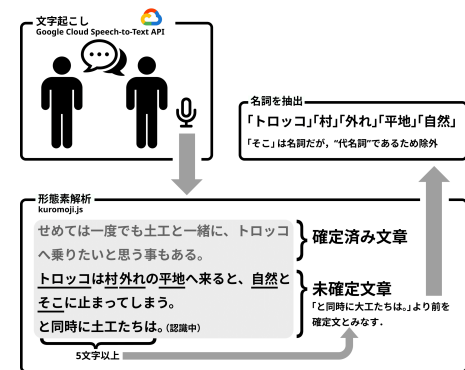 文字起こし
Google Cloud Speech-to-Text API
名詞を抽出
「トロッコ」「村」「外れ」「平地」「自然」
「そこ」は名詞だが、“代名詞”であるため除外
形態素解析
kuromoji.js
せめては一度でも土工と一緒に、トロッコ
へ乗りたいと思う事もある。
トロッコは村外れの平地へ来ると、自然と
そこに止まってしまう。
と同時に土工たちは。（認識中）
5文字以上
確定済み文章
未確定文章
「と同時に大工たちは。」より前を
確定文とみなす．